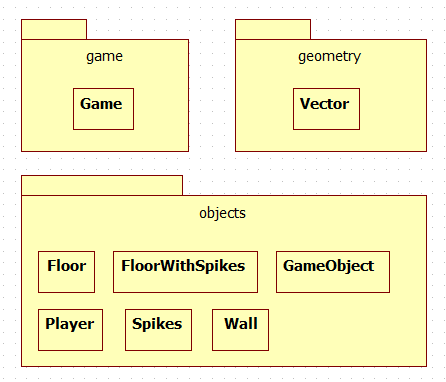 game
geometry
Game
Vector
objects
Floor
FloorWithSpikes
GameObject
Player
Spikes
Wall